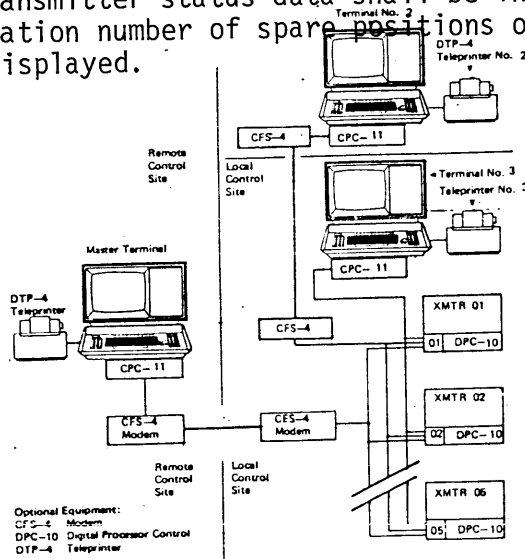 ansmitter status data shall be
ation number of spare positions o
isplayed.
Terminal No. 2
DTP-4
Teleprinter No. 2
CFS-4
CPC-11
Remote
Control
Site
Local
Control
Site
Terminal No. 3
Teleprinter No. 3
CPC-11
Master Terminal
DTP-4
Teleprinter
CPC-11
CFS-4
XMTR 01
01 DPC-10
CFS-4
Modem
CFS-4
Modem
XMTR 02
02 DPC-10
Remote
Control
Site
Local
Control
Site
XMTR 06
05 DPC-10
Optional Equipment:
CFS-4 Modem
DPC-10 Digital Processor Control
DTP-4 Teleprinter